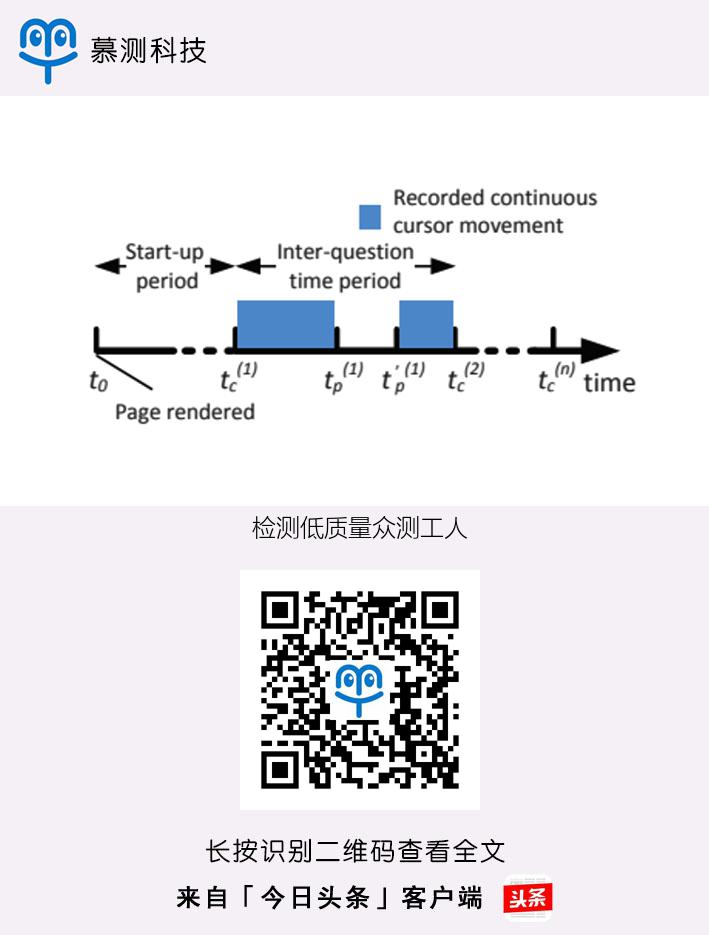 慕测科技
Recorded continuous
cursor movement
Start-up
period
Inter-question
time period
t₀
t_c^(1)
t_p^(1)
t'_p^(1)
t_c^(2)
t_c^(n)
time
Page rendered
检测低质量众测工人
长按识别二维码查看全文
来自「今日头条」客户端
头条